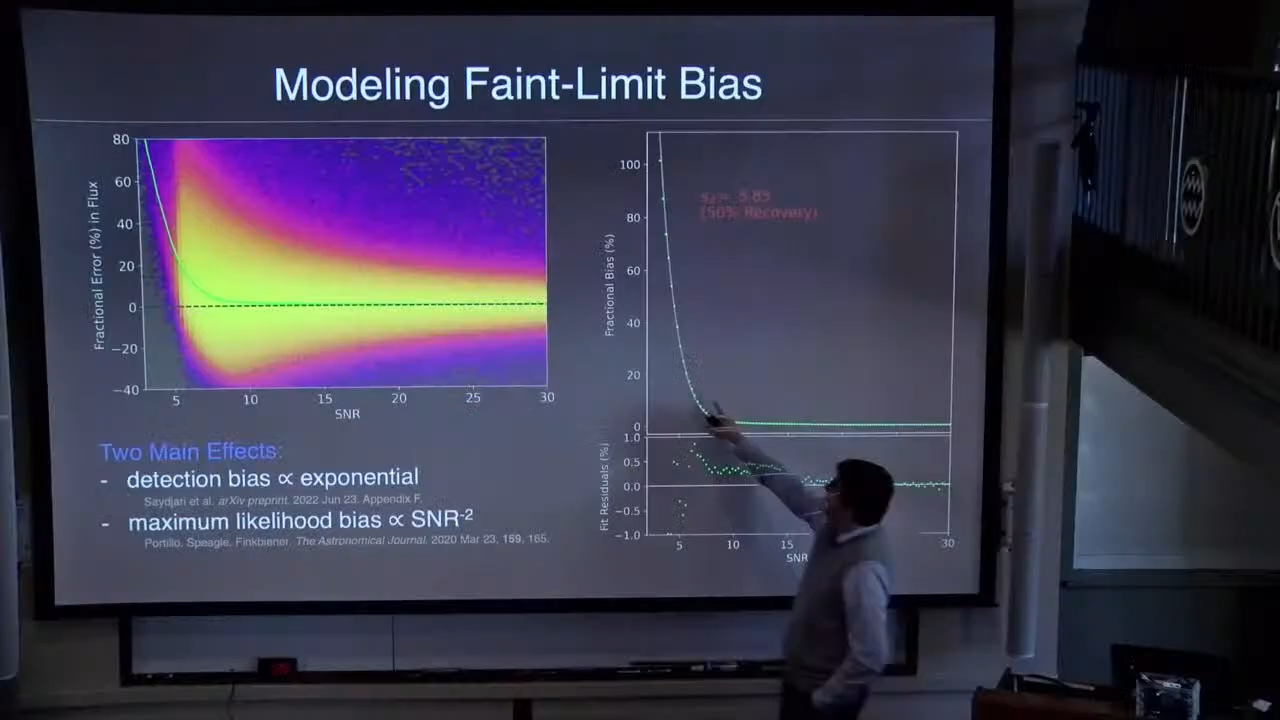 Modeling Faint-Limit Bias
80
60
40
20
0
−20
−40
Fractional Error (%) in Flux
5
10
15
20
25
30
SNR
100
80
60
40
20
0
Fractional Bias (%)
(50% Recovery)
1.0
0.5
0.0
−0.5
−1.0
Fit Residuals (%)
5
10
15
30
SNR
Two Main Effects:
- detection bias ∝ exponential
Saydjari et al. arXiv preprint. 2022 Jun 23. Appendix F.
- maximum likelihood bias ∝ SNR-2
Portillo, Speagle, Finkbeiner. The Astronomical Journal. 2020 Mar 23, 159, 165.